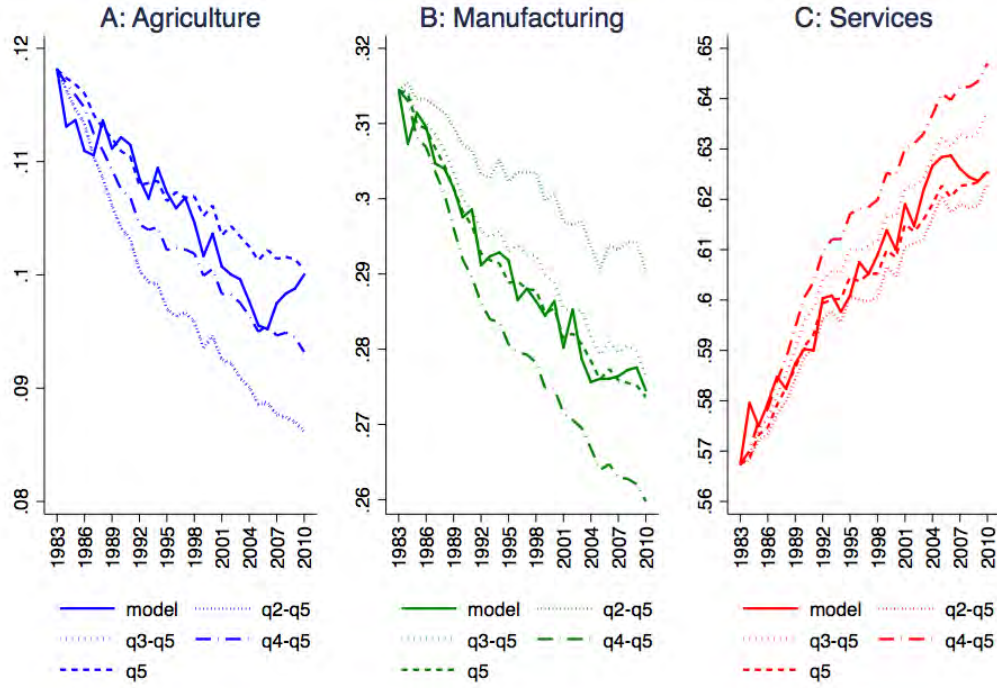 A: Agriculture
.12
.11
.1
.09
.08
1983
1986
1989
1992
1995
1998
2001
2004
2007
2010
model
q2-q5
q3-q5
q4-q5
q5
B: Manufacturing
.32
.31
.3
.29
.28
.27
.26
1983
1986
1989
1992
1995
1998
2001
2004
2007
2010
model
q2-q5
q3-q5
q4-q5
q5
C: Services
.65
.64
.63
.62
.61
.6
.59
.58
.57
.56
1983
1986
1989
1992
1995
1998
2001
2004
2007
2010
model
q2-q5
q3-q5
q4-q5
q5